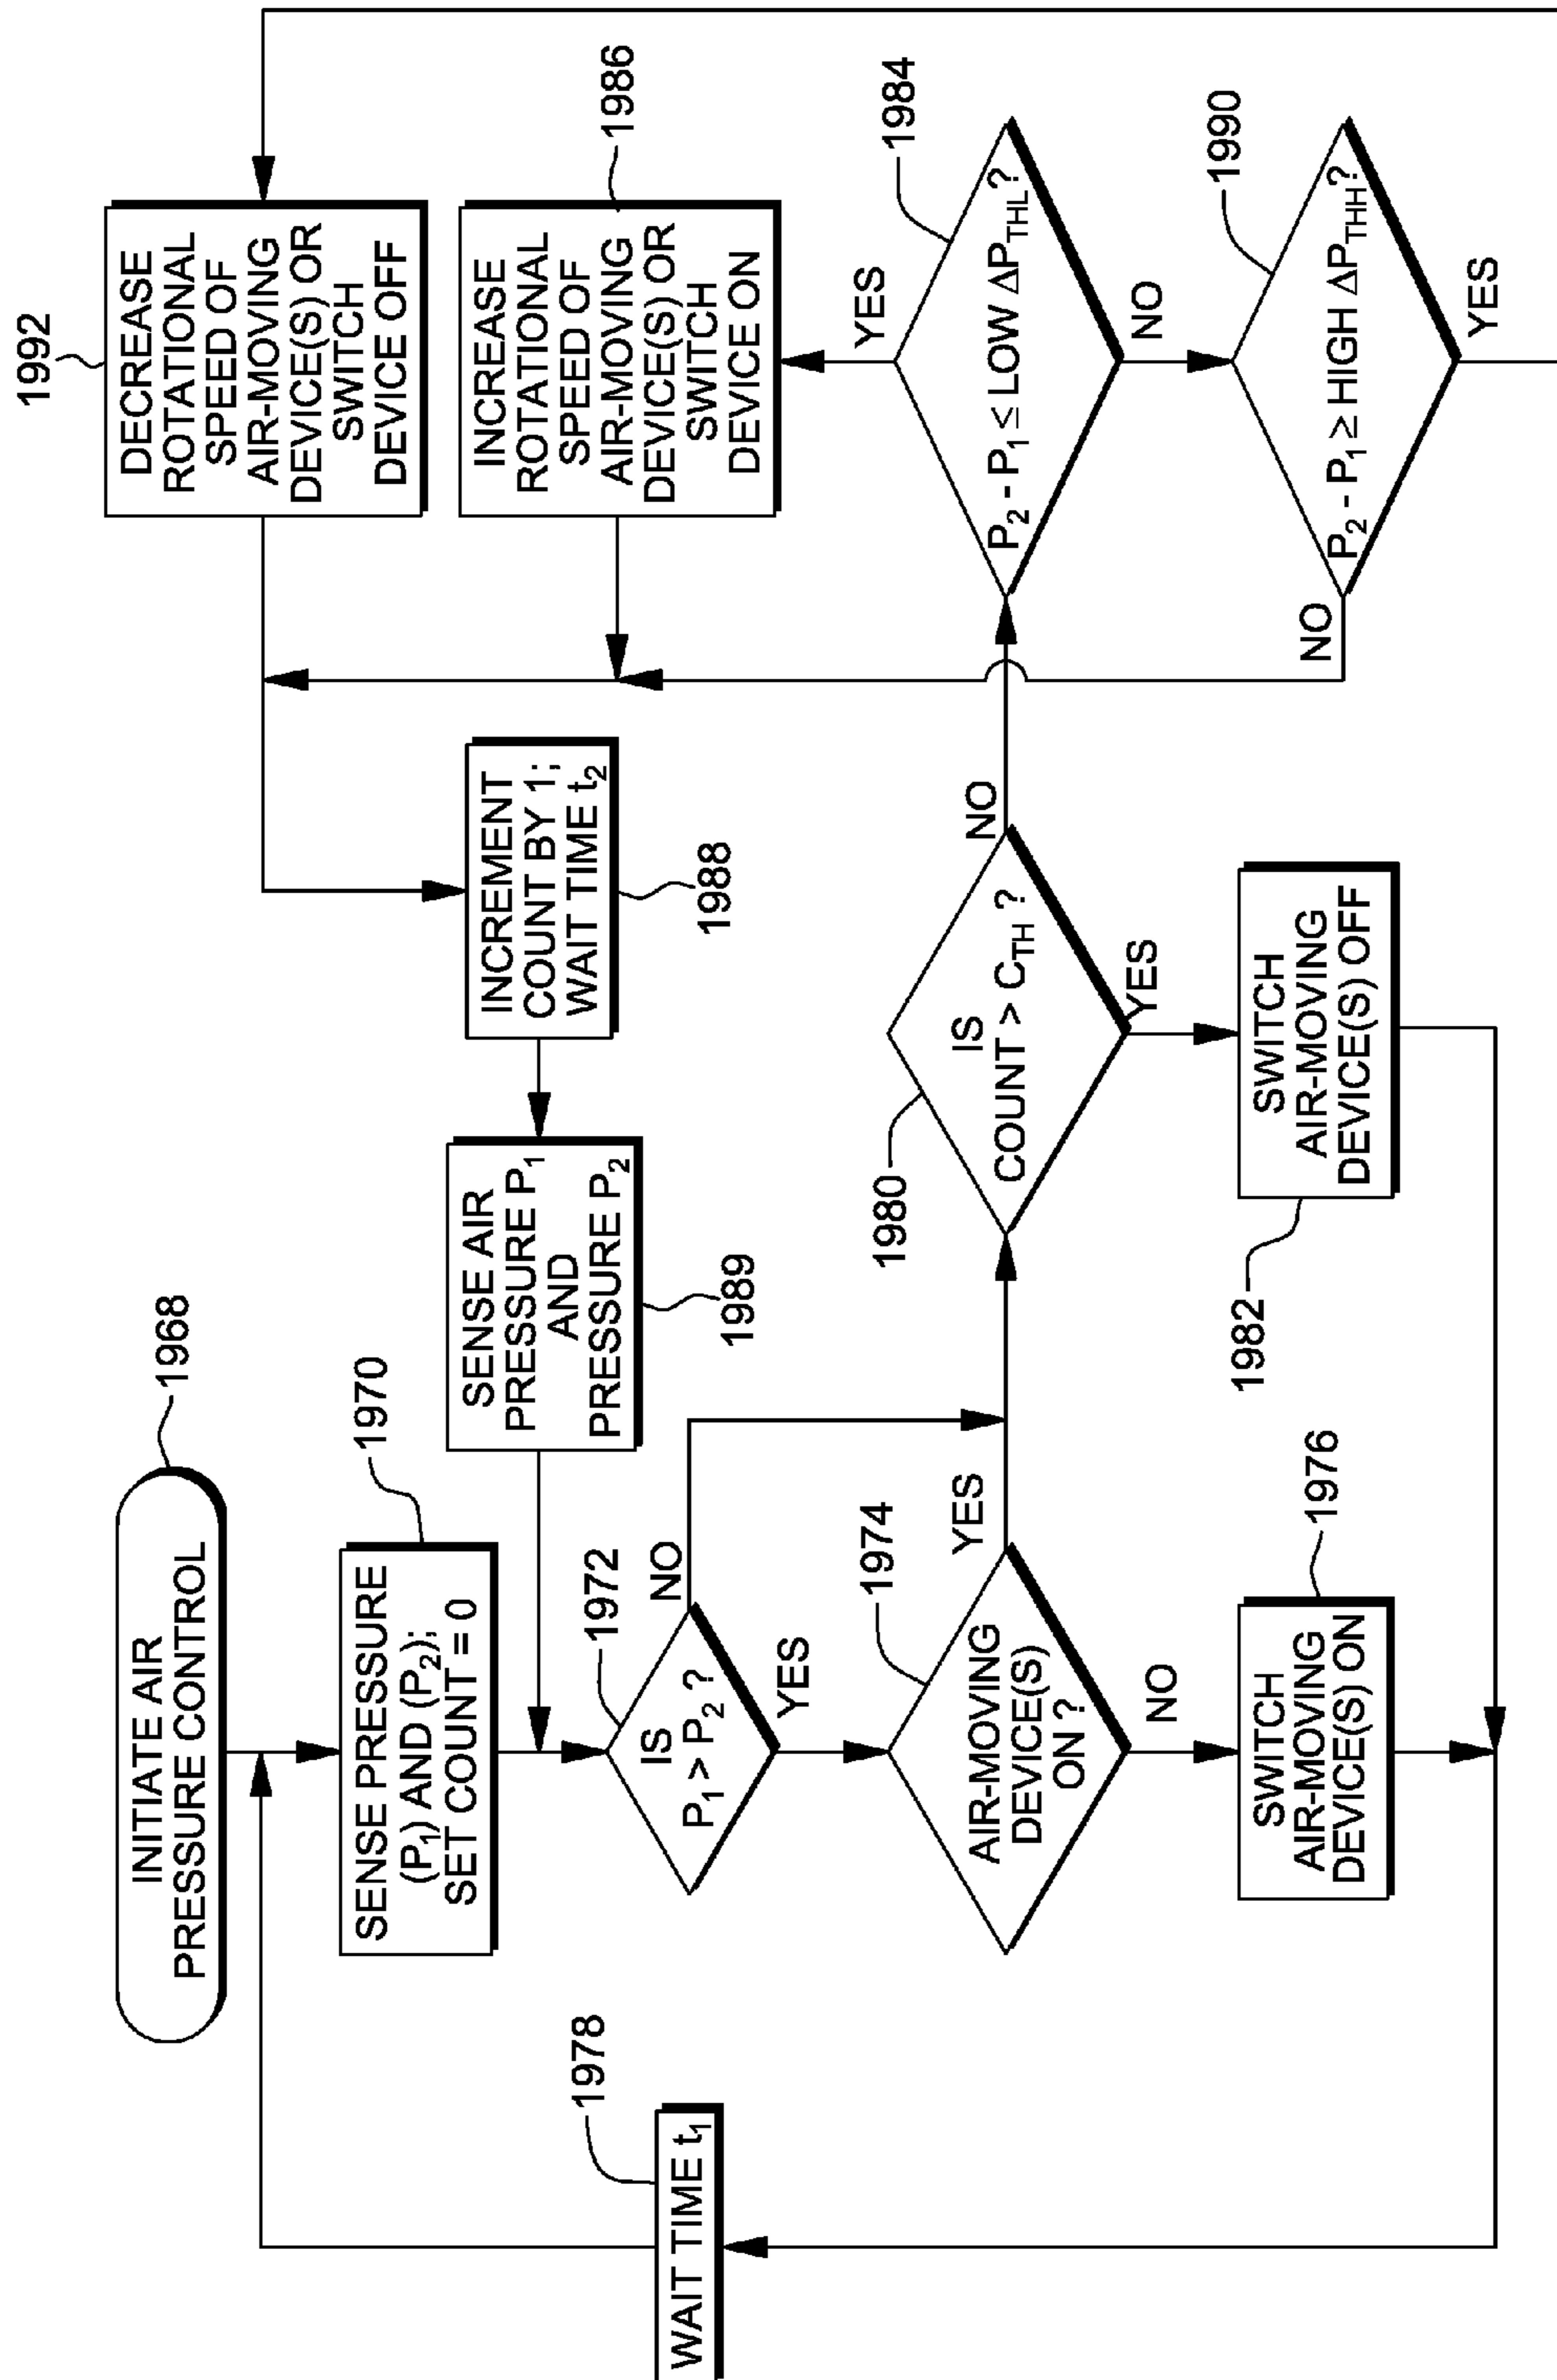 INITIATE AIR
PRESSURE CONTROL
1968
SENSE PRESSURE
(P₁) AND (P₂);
SET COUNT = 0
1970
IS
P₁ > P₂ ?
1972
NO
YES
AIR-MOVING
DEVICE(S)
ON ?
1974
YES
NO
SWITCH
AIR-MOVING
DEVICE(S) ON
1976
WAIT TIME t₁
1978
IS
COUNT > C_TH ?
1980
NO
YES
SWITCH
AIR-MOVING
DEVICE(S) OFF
1982
P₂ - P₁ ≤ LOW ΔP_THL ?
1984
YES
NO
INCREASE
ROTATIONAL
SPEED OF
AIR-MOVING
DEVICE(S) OR
SWITCH
DEVICE ON
1986
INCREMENT
COUNT BY 1;
WAIT TIME t₂
1988
SENSE AIR
PRESSURE P₁
AND
PRESSURE P₂
1989
P₂ - P₁ ≥ HIGH ΔP_THH ?
1990
NO
YES
DECREASE
ROTATIONAL
SPEED OF
AIR-MOVING
DEVICE(S) OR
SWITCH
DEVICE OFF
1992